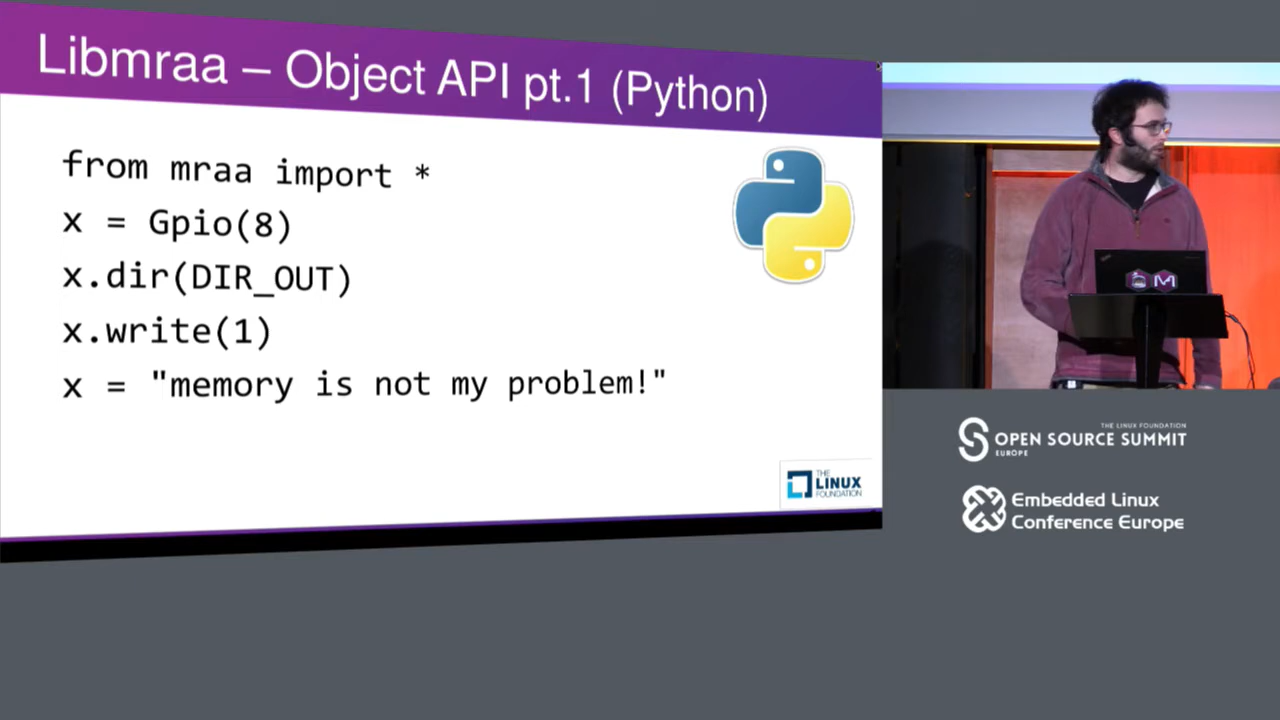 Libmraa – Object API pt.1 (Python)
from mraa import *
x = Gpio(8)
x.dir(DIR_OUT)
x.write(1)
x = "memory is not my problem!"
THE
LINUX
FOUNDATION
THE LINUX FOUNDATION
OPEN SOURCE SUMMIT
EUROPE
Embedded Linux
Conference Europe